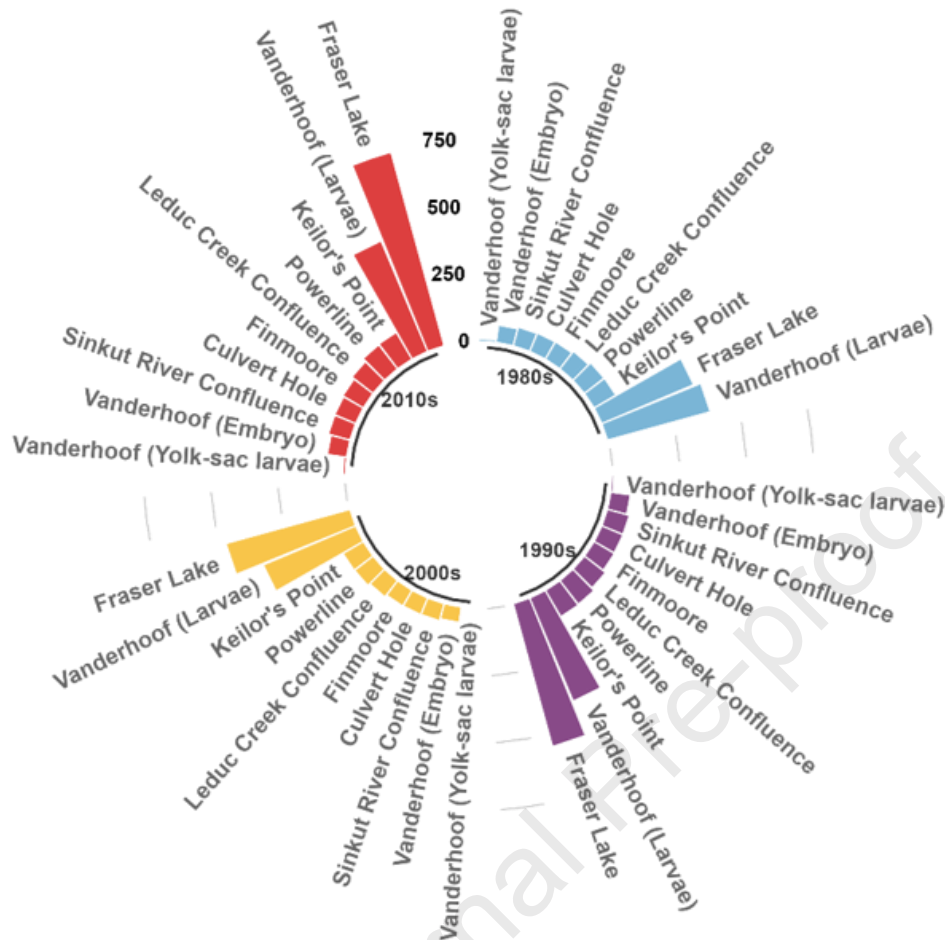 750
500
250
0
Vanderhoof (Yolk-sac larvae)
Vanderhoof (Embryo)
Sinkut River Confluence
Culvert Hole
Finmoore
Leduc Creek Confluence
Powerline
Keilor's Point
Fraser Lake
Vanderhoof (Larvae)
1980s
Vanderhoof (Yolk-sac larvae)
Vanderhoof (Embryo)
Sinkut River Confluence
Culvert Hole
Finmoore
Leduc Creek Confluence
Powerline
Keilor's Point
Vanderhoof (Larvae)
Fraser Lake
1990s
Vanderhoof (Yolk-sac larvae)
Vanderhoof (Embryo)
Sinkut River Confluence
Culvert Hole
Finmoore
Leduc Creek Confluence
Powerline
Keilor's Point
Vanderhoof (Larvae)
Fraser Lake
2000s
Vanderhoof (Yolk-sac larvae)
Vanderhoof (Embryo)
Sinkut River Confluence
Culvert Hole
Finmoore
Leduc Creek Confluence
Powerline
Keilor's Point
Vanderhoof (Larvae)
Fraser Lake
2010s
nal Pre-proof